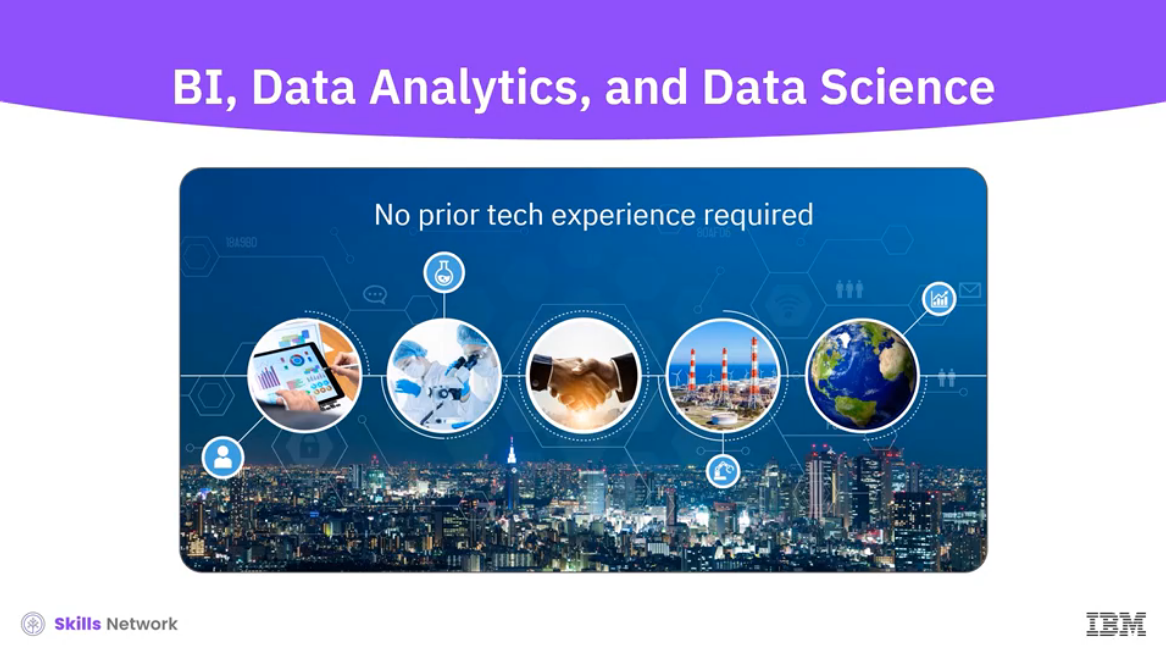 BI, Data Analytics, and Data Science
No prior tech experience required
Skills Network
IBM